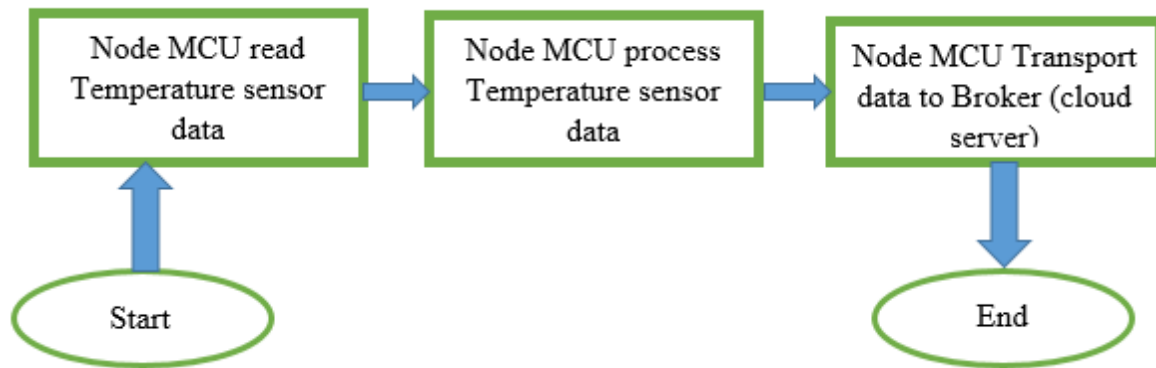 Node MCU read
Temperature sensor
data
Node MCU process
Temperature sensor
data
Node MCU Transport
data to Broker (cloud
server)
Start
End